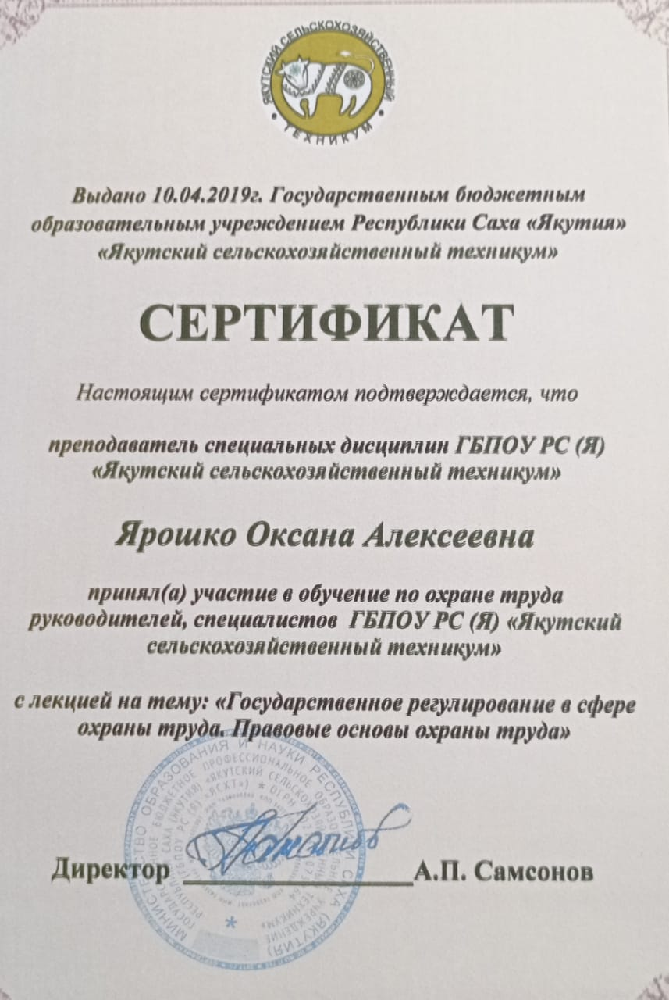 ЯКУТСКИЙ СЕЛЬСКОХОЗЯЙСТВЕННЫЙ
• ТЕХНИКУМ •
Выдано 10.04.2019г. Государственным бюджетным
образовательным учреждением Республики Саха «Якутия»
«Якутский сельскохозяйственный техникум»
СЕРТИФИКАТ
Настоящим сертификатом подтверждается, что
преподаватель специальных дисциплин ГБПОУ РС (Я)
«Якутский сельскохозяйственный техникум»
Ярошко Оксана Алексеевна
принял(а) участие в обучение по охране труда
руководителей, специалистов ГБПОУ РС (Я) «Якутский
сельскохозяйственный техникум»
с лекцией на тему: «Государственное регулирование в сфере
охраны труда. Правовые основы охраны труда»
МИНИСТЕРСТВО ОБРАЗОВАНИЯ И НАУКИ РЕСПУБЛИКИ САХА (ЯКУТИЯ)
Директор А.П. Самсонов